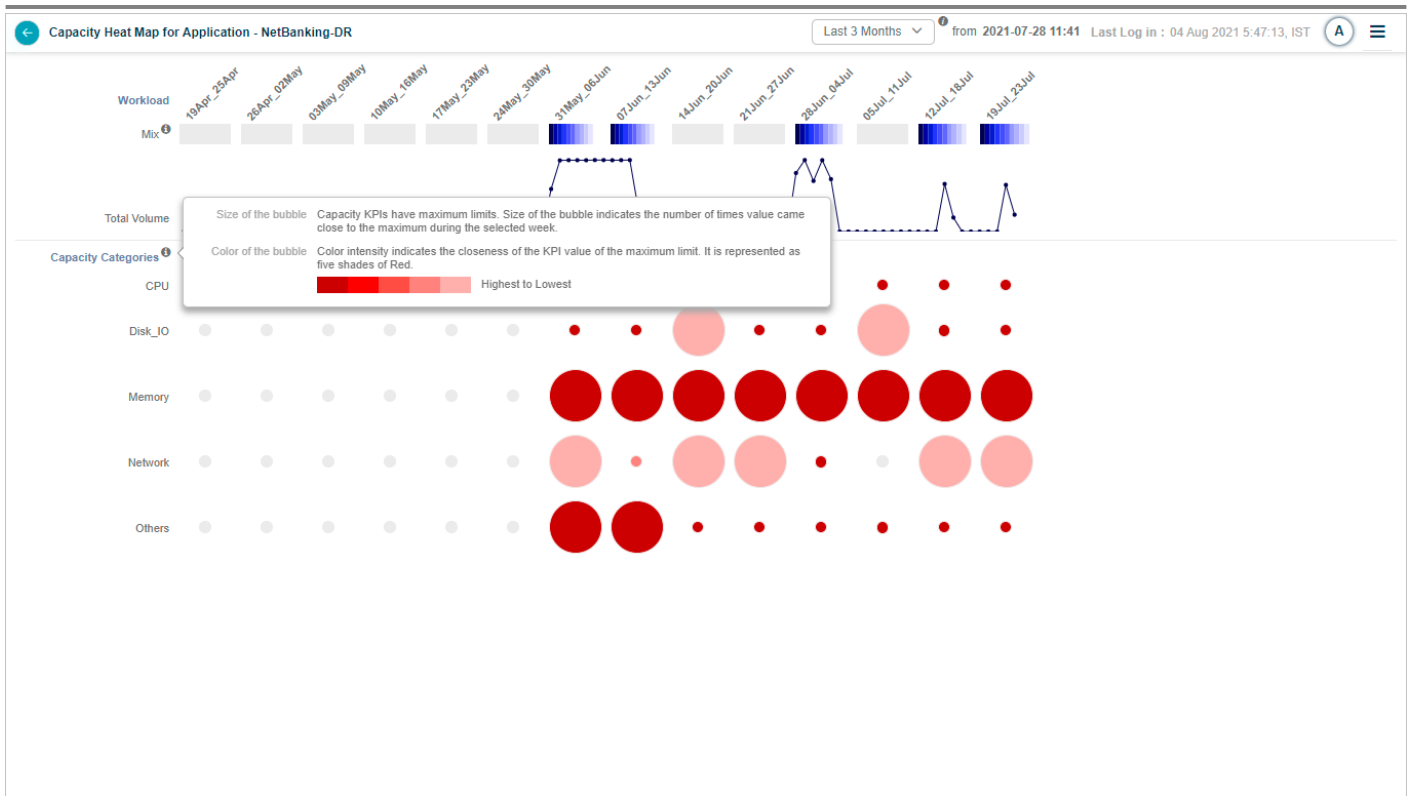 Capacity Heat Map for Application - NetBanking-DR
Last 3 Months
from 2021-07-28 11:41
Last Log in : 04 Aug 2021 5:47:13, IST
A
Workload
19Apr_25Apr
26Apr_02May
03May_09May
10May_16May
17May_23May
24May_30May
31May_06Jun
07Jun_13Jun
14Jun_20Jun
21Jun_27Jun
28Jun_04Jul
05Jul_11Jul
12Jul_18Jul
19Jul_23Jul
Mix
Total Volume
Size of the bubble
Capacity KPIs have maximum limits. Size of the bubble indicates the number of times value came
close to the maximum during the selected week.
Color of the bubble
Color intensity indicates the closeness of the KPI value of the maximum limit. It is represented as
five shades of Red.
Highest to Lowest
Capacity Categories
CPU
Disk_IO
Memory
Network
Others